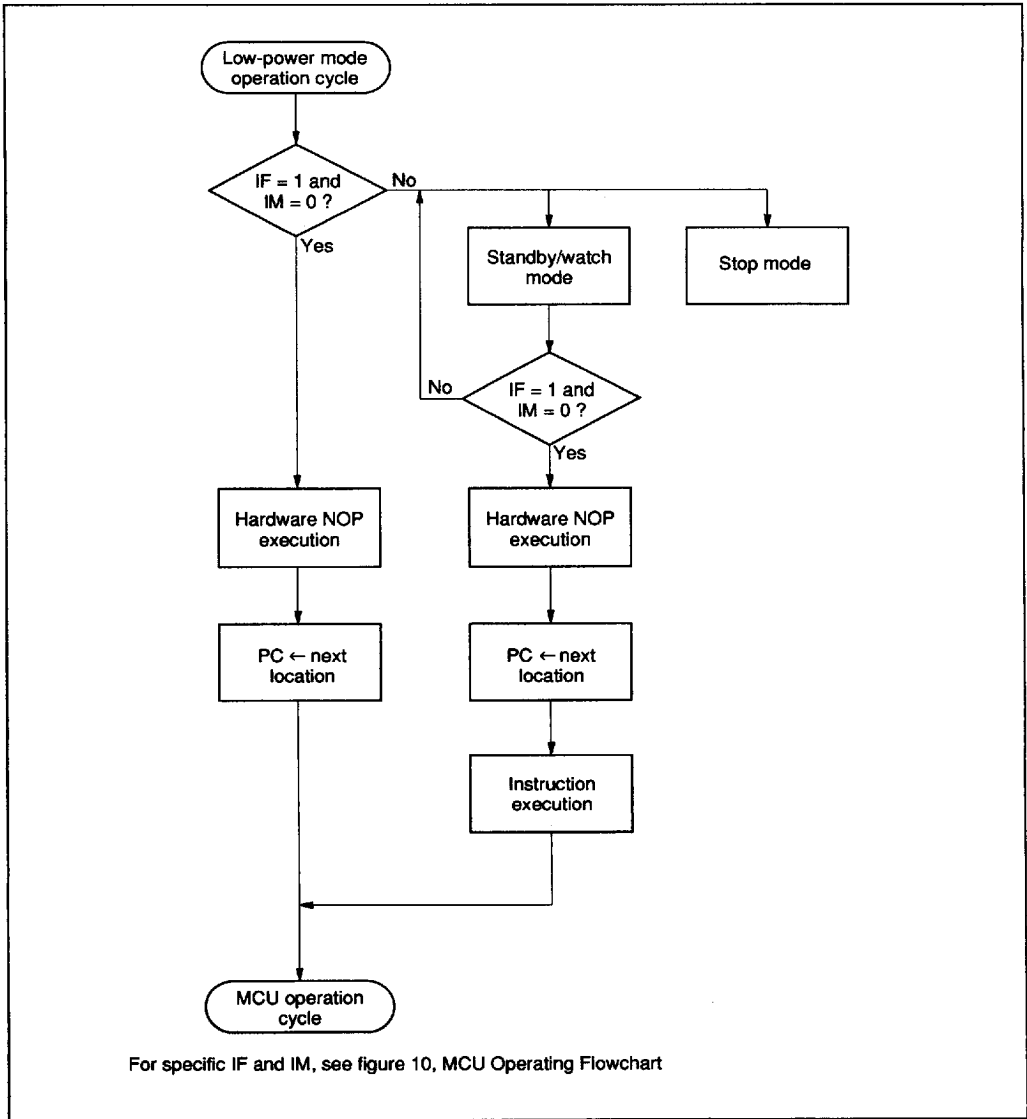 Low-power mode
operation cycle
IF = 1 and
IM = 0 ?
No
Yes
Standby/watch
mode
Stop mode
IF = 1 and
IM = 0 ?
No
Yes
Hardware NOP
execution
Hardware NOP
execution
PC ← next
location
PC ← next
location
Instruction
execution
MCU operation
cycle
For specific IF and IM, see figure 10, MCU Operating Flowchart